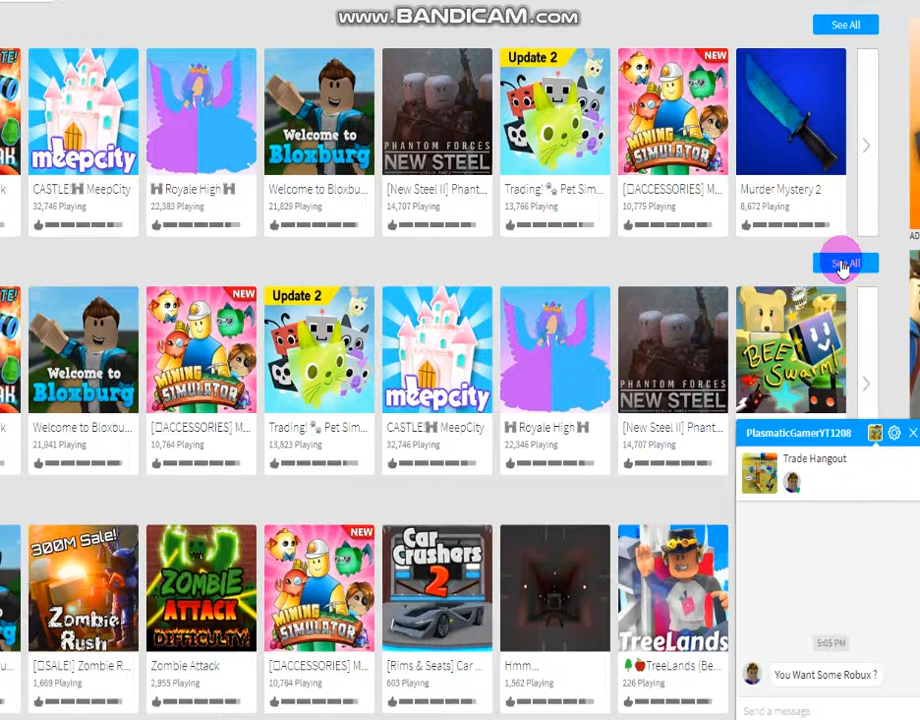 www.BANDICAM.com
See All
TE!
meepcity
Welcome to
Bloxburg
PHANTOM FORCES
NEW STEEL
Update 2
NEW
MINING
SIMULATOR
AK
k
CASTLE! MeepCity
Royale High
Welcome to Bloxbu...
[New Steel II] Phant...
Trading! 🐾 Pet Sim...
[▯ACCESSORIES] M...
Murder Mystery 2
32,746 Playing
22,383 Playing
21,829 Playing
14,707 Playing
13,766 Playing
10,775 Playing
8,672 Playing
AD
See All
TE!
Welcome to
Bloxburg
NEW
MINING
SIMULATOR
Update 2
meepcity
PHANTOM FORCES
NEW STEEL
BEE
Swarm!
AK
k
Welcome to Bloxbu...
[▯ACCESSORIES] M...
Trading! 🐾 Pet Sim...
CASTLE! MeepCity
Royale High
[New Steel II] Phant...
21,941 Playing
10,764 Playing
13,823 Playing
32,746 Playing
22,346 Playing
14,707 Playing
PlasmaticGamerYT1208
Trade Hangout
300M Sale!
Zombie
Rush
ZOMBIE
ATTACK
DIFFICULTY!
NEW
MINING
SIMULATOR
Car
Crushers
2
TreeLands
[▯SALE!] Zombie R...
Zombie Attack
[▯ACCESSORIES] M...
[Rims & Seats] Car ...
Hmm...
🌲🍎TreeLands (Be...
1,669 Playing
2,955 Playing
10,764 Playing
603 Playing
1,562 Playing
226 Playing
5:05 PM
You Want Some Robux ?
Send a message